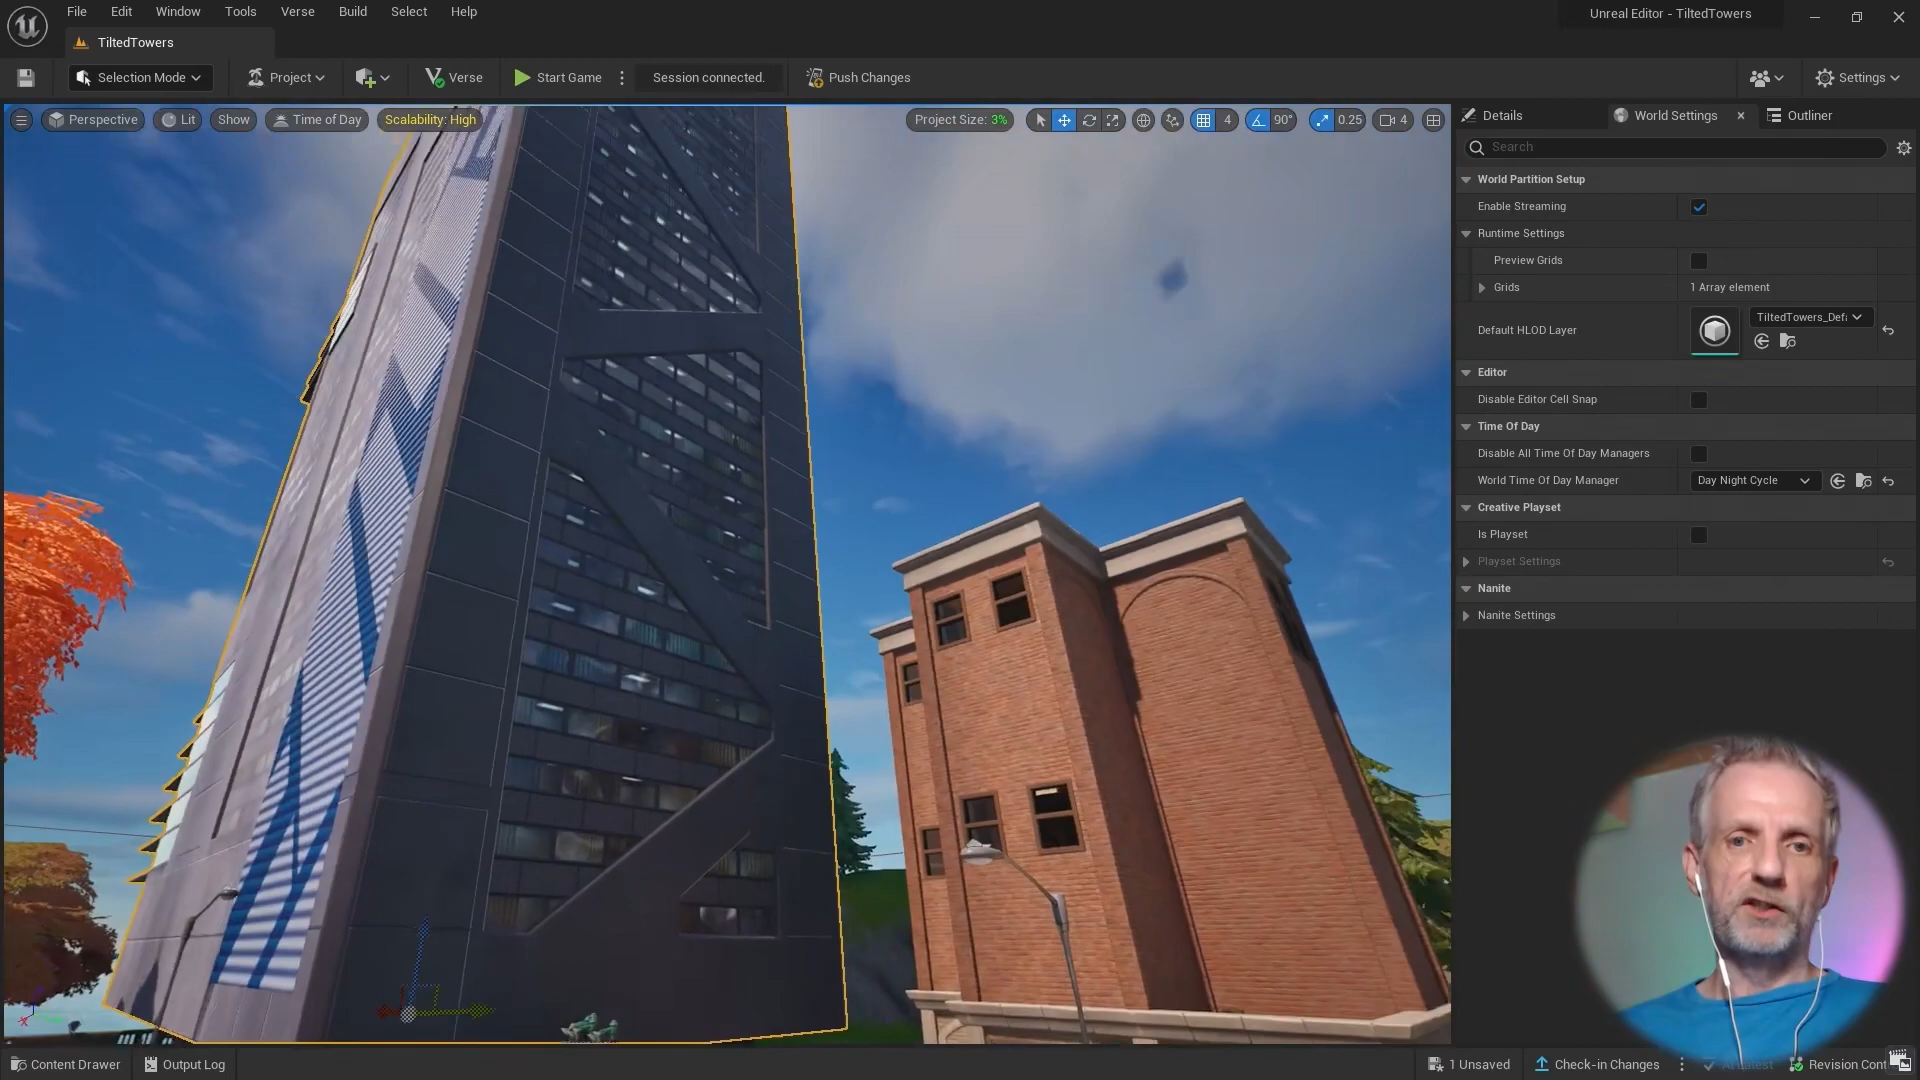 File Edit Window Tools Verse Build Select Help
Unreal Editor - TiltedTowers
TiltedTowers
Selection Mode
Project
Verse
Start Game
Session connected.
Push Changes
Settings
Perspective
Lit
Show
Time of Day
Scalability: High
Project Size: 3%
4
90°
0.25
4
Details
World Settings
Outliner
Search
World Partition Setup
Enable Streaming
Runtime Settings
Preview Grids
Grids
1 Array element
Default HLOD Layer
TiltedTowers_Def
Editor
Disable Editor Cell Snap
Time Of Day
Disable All Time Of Day Managers
World Time Of Day Manager
Day Night Cycle
Creative Playset
Is Playset
Playset Settings
Nanite
Nanite Settings
Content Drawer
Output Log
1 Unsaved
Check-in Changes
Revision Cont